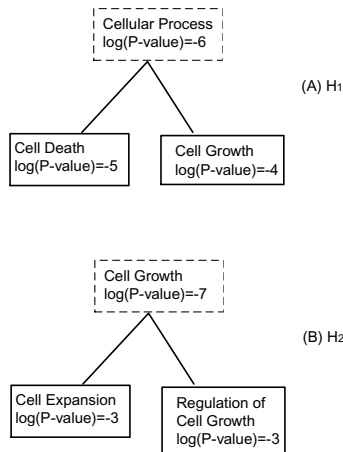 Cellular Process
log(P-value)=-6
(A) H1
Cell Death
log(P-value)=-5
Cell Growth
log(P-value)=-4
Cell Growth
log(P-value)=-7
(B) H2
Cell Expansion
log(P-value)=-3
Regulation of
Cell Growth
log(P-value)=-3